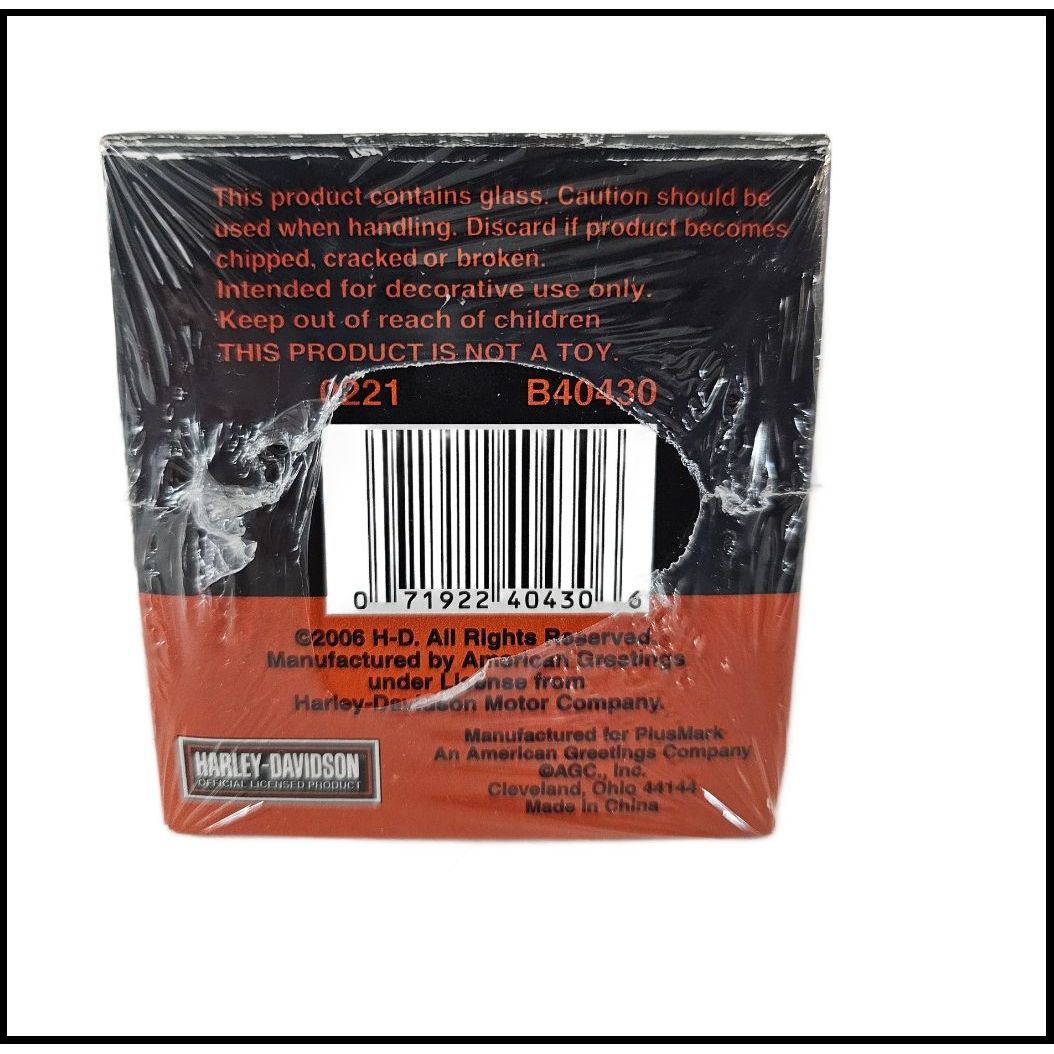 This product contains glass. Caution should be
used when handling. Discard if product becomes
chipped, cracked or broken.
Intended for decorative use only.
Keep out of reach of children
THIS PRODUCT IS NOT A TOY.
0221 B40430
0 71922 40430 6
©2006 H-D. All Rights Reserved.
Manufactured by American Greetings
under License from
Harley-Davidson Motor Company.
Manufactured for PlusMark
An American Greetings Company
©AGC., Inc.
Cleveland, Ohio 44144
Made in China
HARLEY-DAVIDSON
OFFICIAL LICENSED PRODUCT